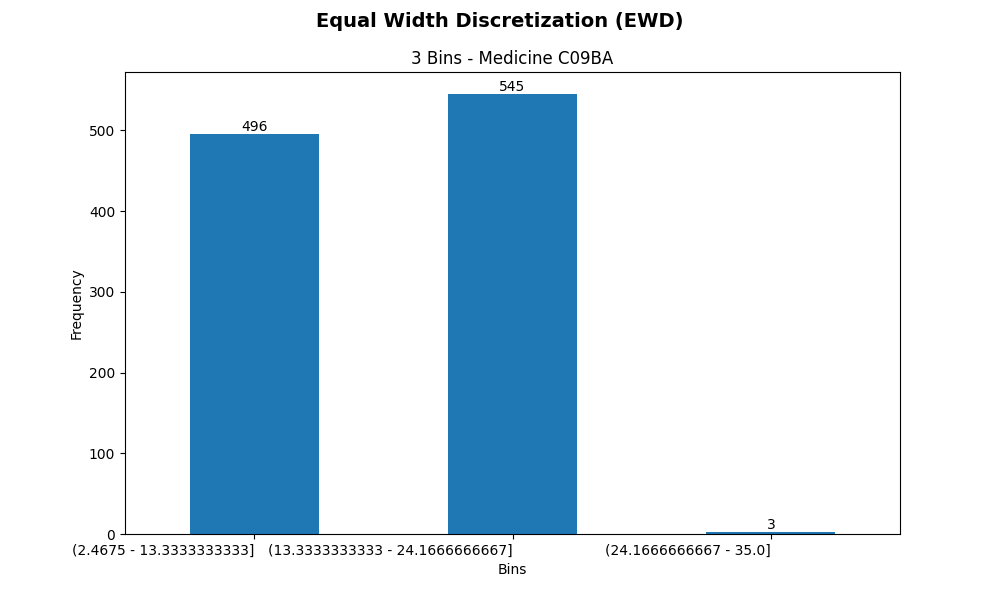 Equal Width Discretization (EWD)
3 Bins - Medicine C09BA
545
496
3
500
400
300
200
100
0
Frequency
(2.4675 - 13.3333333333] (13.3333333333 - 24.1666666667] (24.1666666667 - 35.0]
Bins